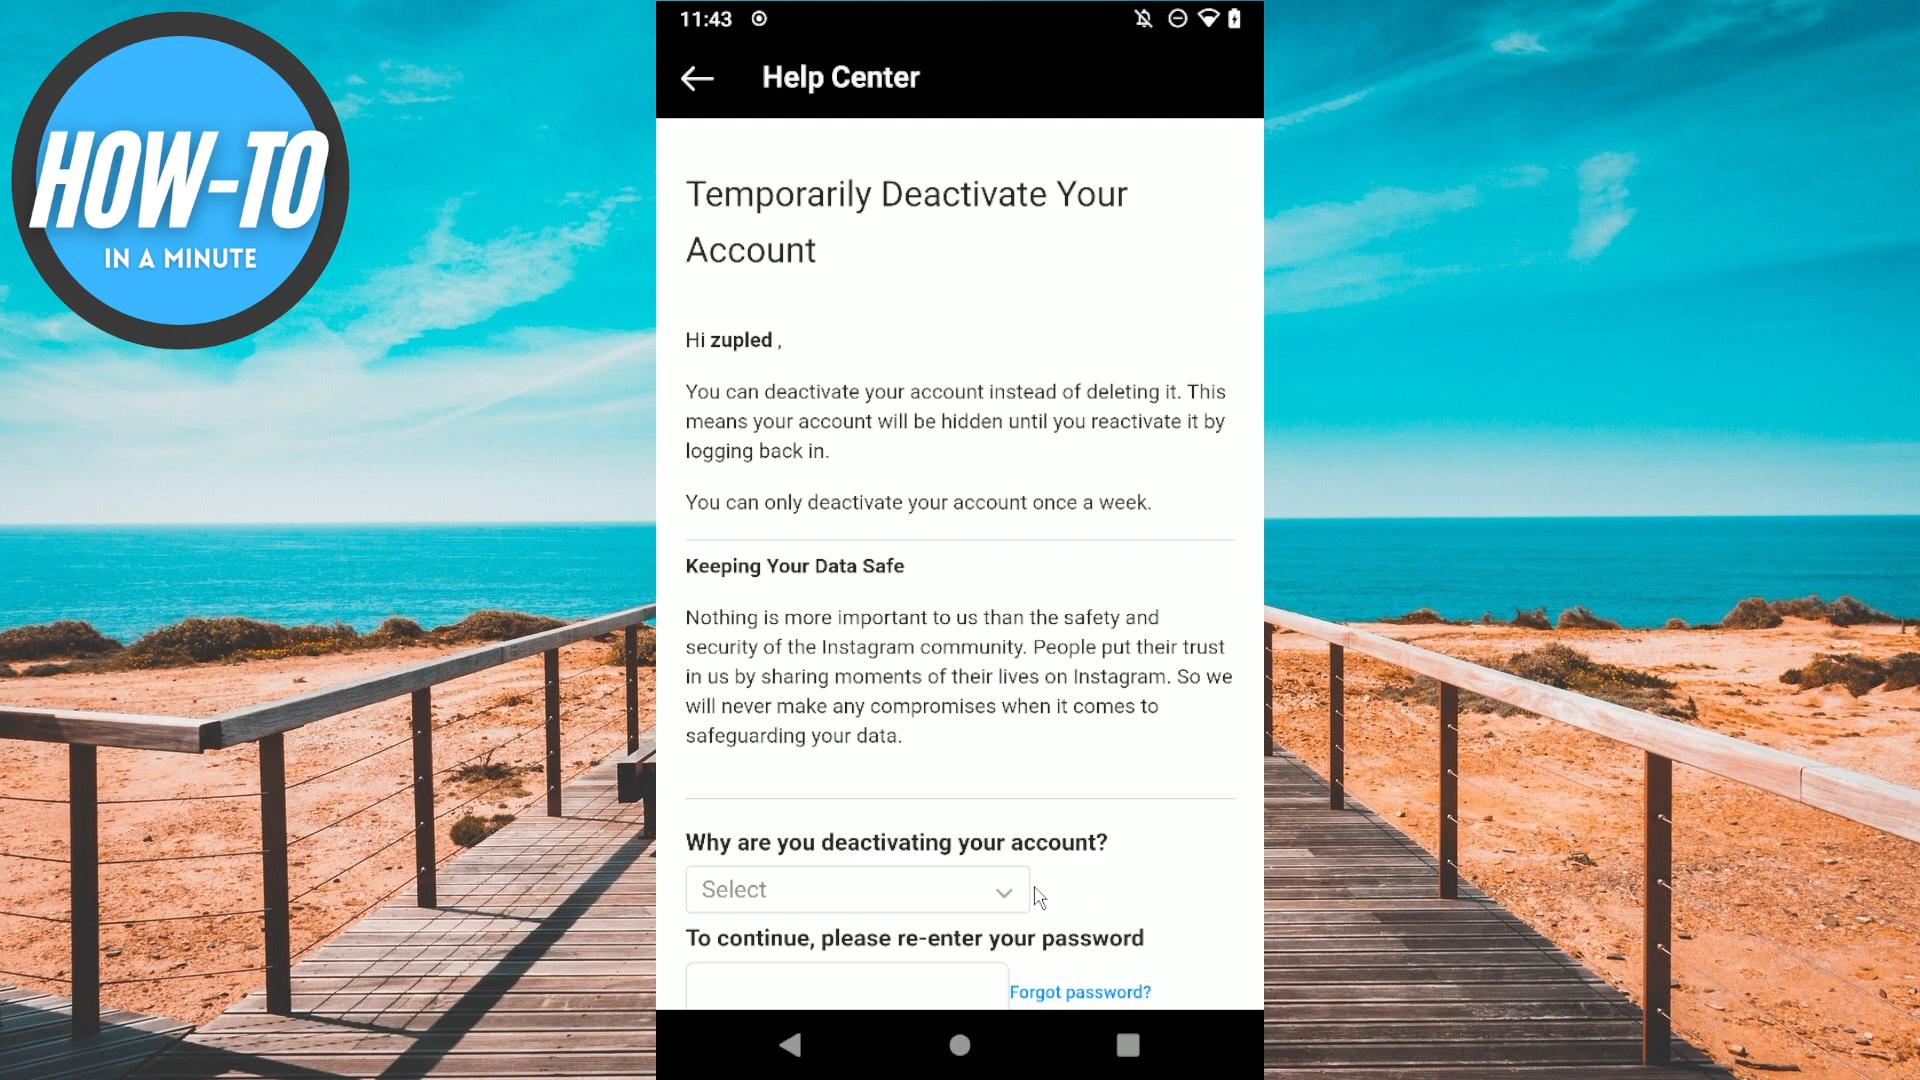 HOW-TO
IN A MINUTE
11:43
Help Center
Temporarily Deactivate Your
Account
Hi zupled ,
You can deactivate your account instead of deleting it. This
means your account will be hidden until you reactivate it by
logging back in.
You can only deactivate your account once a week.
Keeping Your Data Safe
Nothing is more important to us than the safety and
security of the Instagram community. People put their trust
in us by sharing moments of their lives on Instagram. So we
will never make any compromises when it comes to
safeguarding your data.
Why are you deactivating your account?
Select
To continue, please re-enter your password
Forgot password?